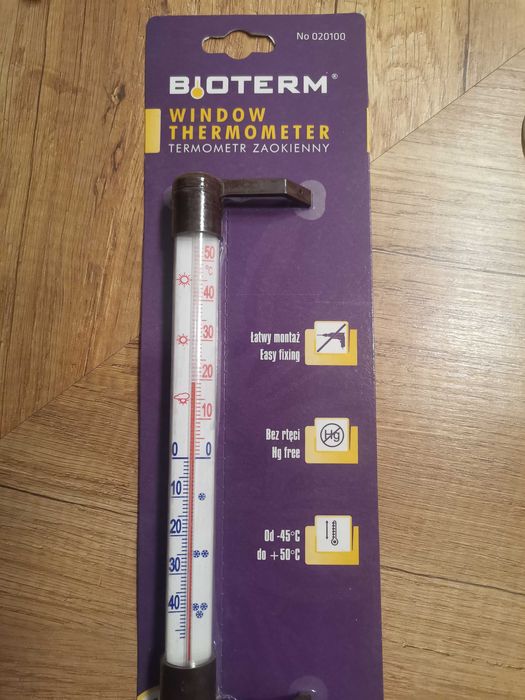 No 020100
BIOTERM®
WINDOW
THERMOMETER
TERMOMETR ZAOKIENNY
50
°C
40
30
20
10
0 0
10
20
30
40
Łatwy montaż
Easy fixing
Bez rtęci
Hg free
Hg
Od -45°C
do +50°C